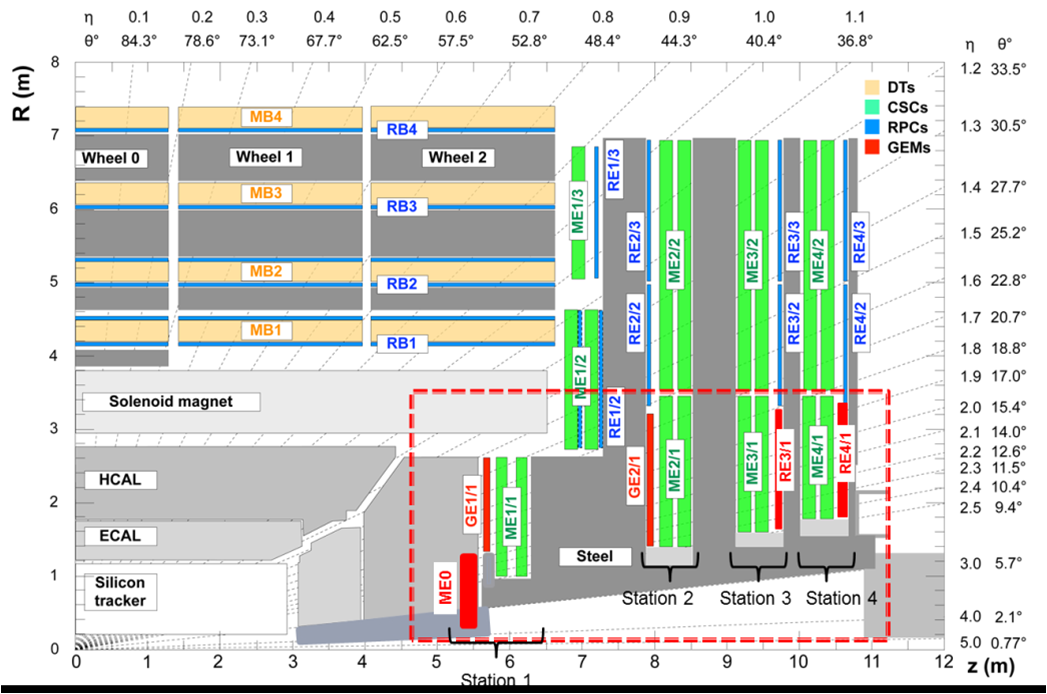 η 0.1 0.2 0.3 0.4 0.5 0.6 0.7 0.8 0.9 1.0 1.1
θ° 84.3° 78.6° 73.1° 67.7° 62.5° 57.5° 52.8° 48.4° 44.3° 40.4° 36.8° η θ°
R (m)
8
7
6
5
4
3
2
1
0
1.2 33.5°
1.3 30.5°
1.4 27.7°
1.5 25.2°
1.6 22.8°
1.7 20.7°
1.8 18.8°
1.9 17.0°
2.0 15.4°
2.1 14.0°
2.2 12.6°
2.3 11.5°
2.4 10.4°
2.5 9.4°
3.0 5.7°
4.0 2.1°
5.0 0.77°
DTs
CSCs
RPCs
GEMs
MB4
RB4
Wheel 0 Wheel 1 Wheel 2
MB3
RB3
MB2
RB2
MB1
RB1
Solenoid magnet
HCAL
ECAL
Silicon
tracker
Steel
ME1/3
RE1/3
ME1/2
RE1/2
RE2/3
RE2/2
ME2/2
ME3/2
RE3/3
RE3/2
ME4/2
RE4/3
RE4/2
GE1/1
ME1/1
ME0
GE2/1
ME2/1
ME3/1
RE3/1
ME4/1
RE4/1
Station 2 Station 3 Station 4
0 1 2 3 4 5 6 7 8 9 10 11 12
z (m)
Station 1